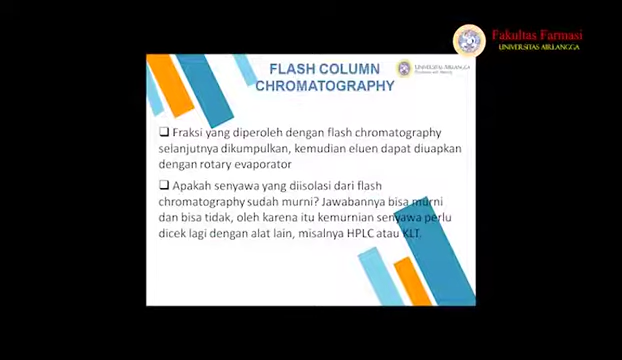 Fakultas Farmasi
UNIVERSITAS AIRLANGGA
FLASH COLUMN
CHROMATOGRAPHY
UNIVERSITAS AIRLANGGA
Fraksi yang diperoleh dengan flash chromatography
selanjutnya dikumpulkan, kemudian eluen dapat diuapkan
dengan rotary evaporator
Apakah senyawa yang diisolasi dari flash
chromatography sudah murni? Jawabannya bisa murni
dan bisa tidak, oleh karena itu kemurnian senyawa perlu
dicek lagi dengan alat lain, misalnya HPLC atau KLT.